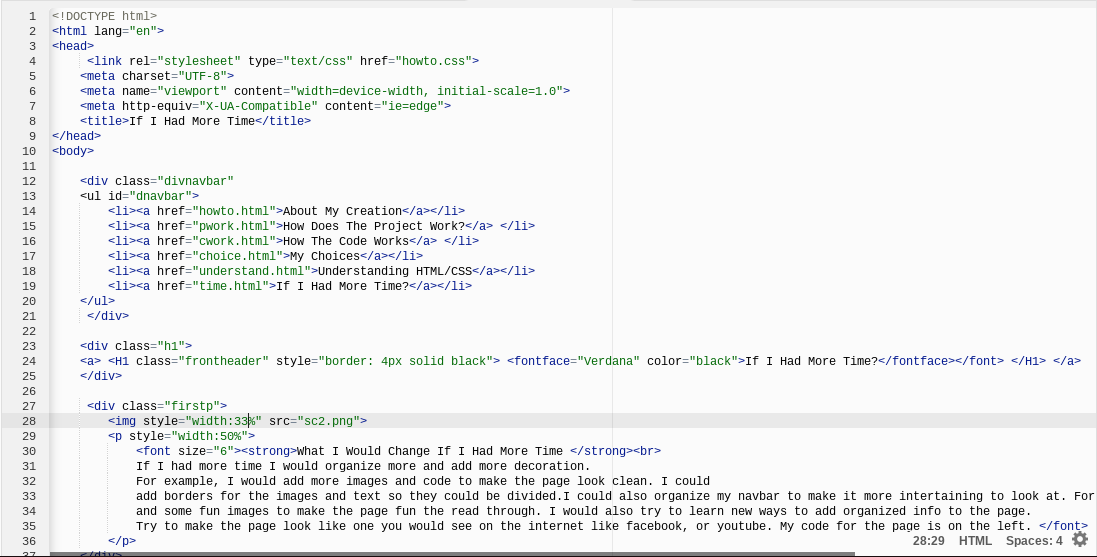 1 <!DOCTYPE html>
2 <html lang="en">
3 <head>
4 <link rel="stylesheet" type="text/css" href="howto.css">
5 <meta charset="UTF-8">
6 <meta name="viewport" content="width=device-width, initial-scale=1.0">
7 <meta http-equiv="X-UA-Compatible" content="ie=edge">
8 <title>If I Had More Time</title>
9 </head>
10 <body>
11
12 <div class="divnavbar"
13 <ul id="dnavbar">
14 <li><a href="howto.html">About My Creation</a></li>
15 <li><a href="pwork.html">How Does The Project Work?</a> </li>
16 <li><a href="cwork.html">How The Code Works</a> </li>
17 <li><a href="choice.html">My Choices</a></li>
18 <li><a href="understand.html">Understanding HTML/CSS</a></li>
19 <li><a href="time.html">If I Had More Time?</a></li>
20 </ul>
21 </div>
22
23 <div class="h1">
24 <a> <H1 class="frontheader" style="border: 4px solid black"> <fontface="Verdana" color="black">If I Had More Time?</fontface></font> </H1> </a>
25 </div>
26
27 <div class="firstp">
28 <img style="width:33%" src="sc2.png">
29 <p style="width:50%">
30 <font size="6"><strong>What I Would Change If I Had More Time </strong><br>
31 If I had more time I would organize more and add more decoration.
32 For example, I would add more images and code to make the page look clean. I could
33 add borders for the images and text so they could be divided.I could also organize my navbar to make it more intertaining to look at. For
34 and some fun images to make the page fun the read through. I would also try to learn new ways to add organized info to the page.
35 Try to make the page look like one you would see on the internet like facebook, or youtube. My code for the page is on the left. </font>
36 </p>
37 </div>
28:29 HTML Spaces: 4